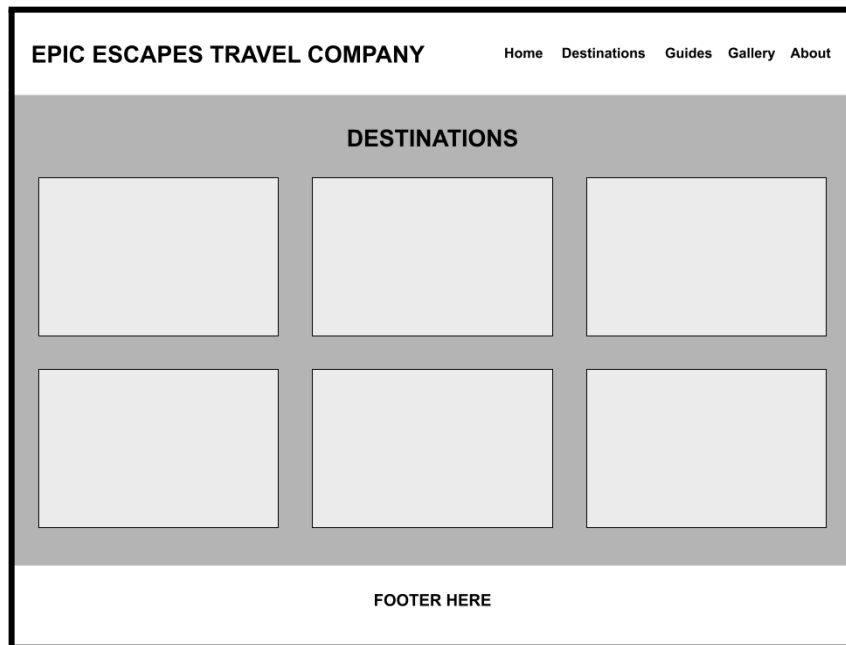 EPIC ESCAPES TRAVEL COMPANY
Home Destinations Guides Gallery About
DESTINATIONS
FOOTER HERE